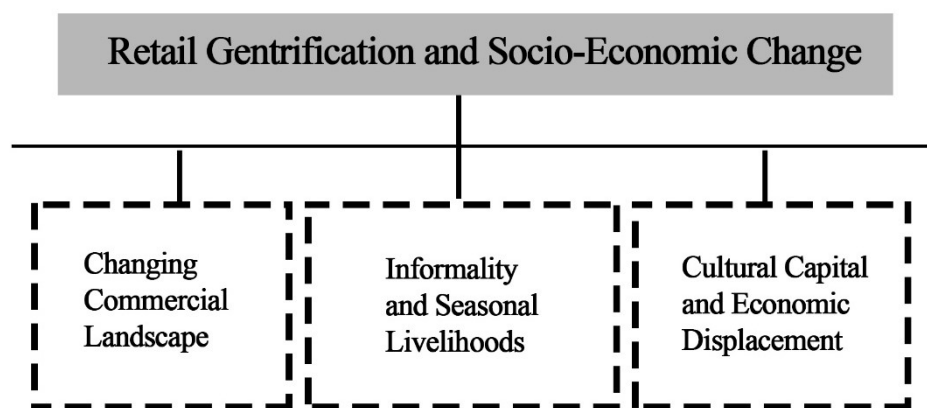 Retail Gentrification and Socio-Economic Change
Changing
Commercial
Landscape
Informality
and Seasonal
Livelihoods
Cultural Capital
and Economic
Displacement